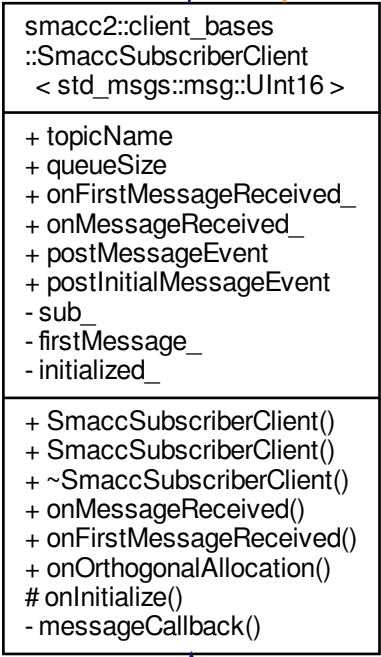 smacc2::client_bases
::SmaccSubscriberClient
< std_msgs::msg::UInt16 >
+ topicName
+ queueSize
+ onFirstMessageReceived_
+ onMessageReceived_
+ postMessageEvent
+ postInitialMessageEvent
- sub_
- firstMessage_
- initialized_
+ SmaccSubscriberClient()
+ SmaccSubscriberClient()
+ ~SmaccSubscriberClient()
+ onMessageReceived()
+ onFirstMessageReceived()
+ onOrthogonalAllocation()
# onInitialize()
- messageCallback()